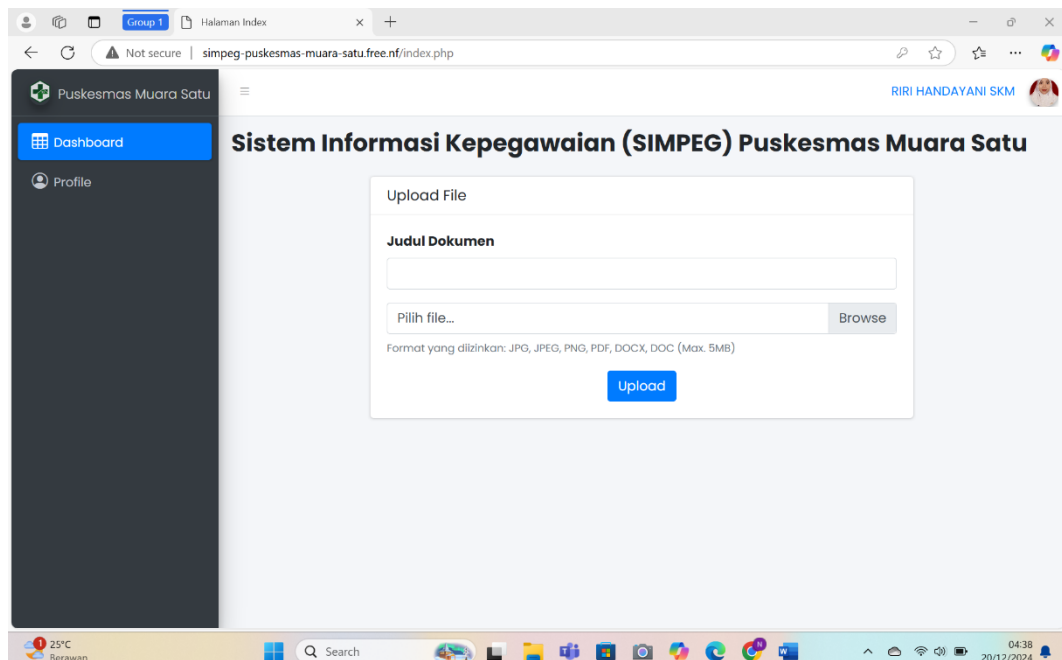 Group 1
Halaman Index
Not secure
simpeg-puskesmas-muara-satu.free.nf/index.php
Puskesmas Muara Satu
RIRI HANDAYANI SKM
Dashboard
Profile
Sistem Informasi Kepegawaian (SIMPEG) Puskesmas Muara Satu
Upload File
Judul Dokumen
Pilih file...
Browse
Format yang diizinkan: JPG, JPEG, PNG, PDF, DOCX, DOC (Max. 5MB)
Upload
1
25°C
Berawan
Search
N
04:38
20/12/2024